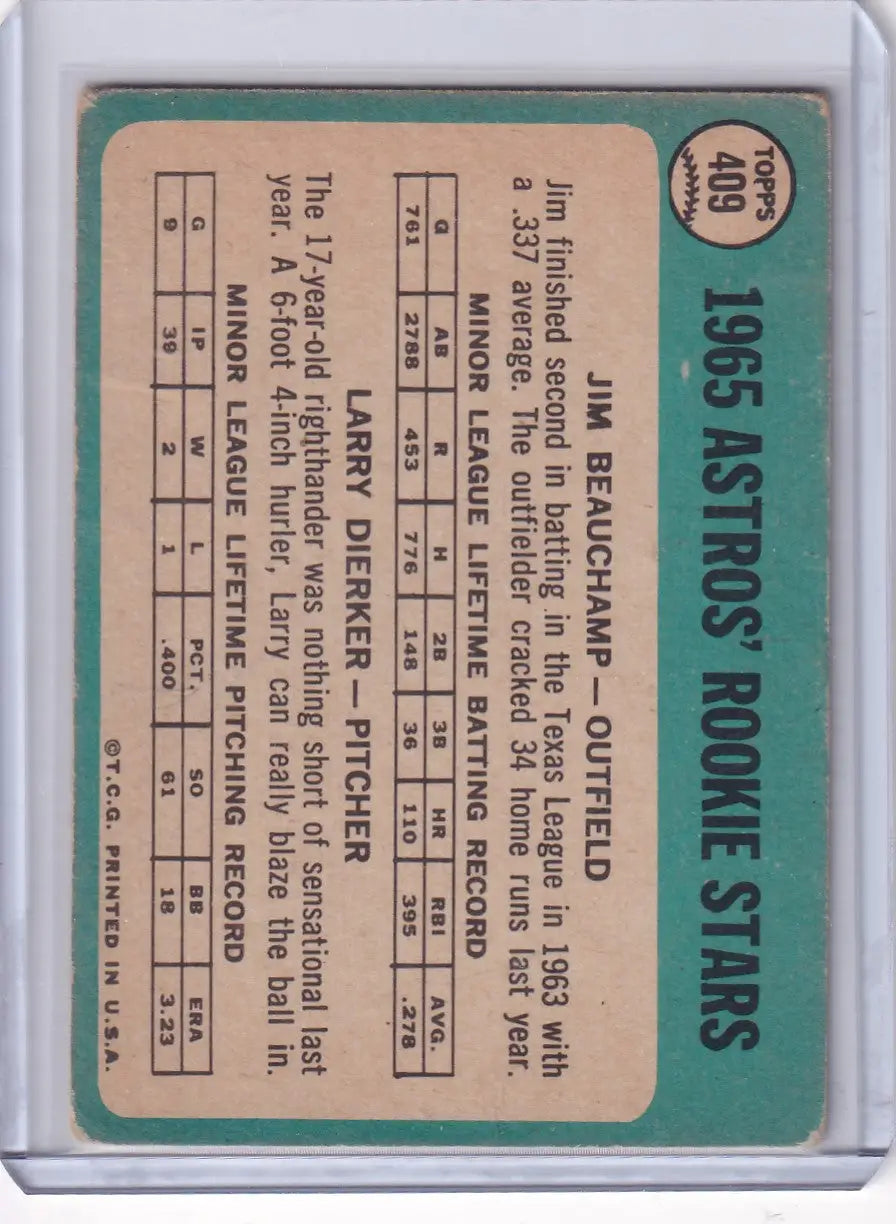 TOPPS
409
1965 ASTROS' ROOKIE STARS
JIM BEAUCHAMP — OUTFIELD
Jim finished second in batting in the Texas League in 1963 with
a .337 average. The outfielder cracked 34 home runs last year.
MINOR LEAGUE LIFETIME BATTING RECORD
G AB R H 2B 3B HR RBI AVG.
761 2788 453 776 148 36 110 395 .278
LARRY DIERKER — PITCHER
The 17-year-old righthander was nothing short of sensational last
year. A 6-foot 4-inch hurler, Larry can really blaze the ball in.
MINOR LEAGUE LIFETIME PITCHING RECORD
G IP W L PCT. SO BB ERA
9 39 2 1 .400 61 18 3.23
©T.C.G. PRINTED IN U.S.A.